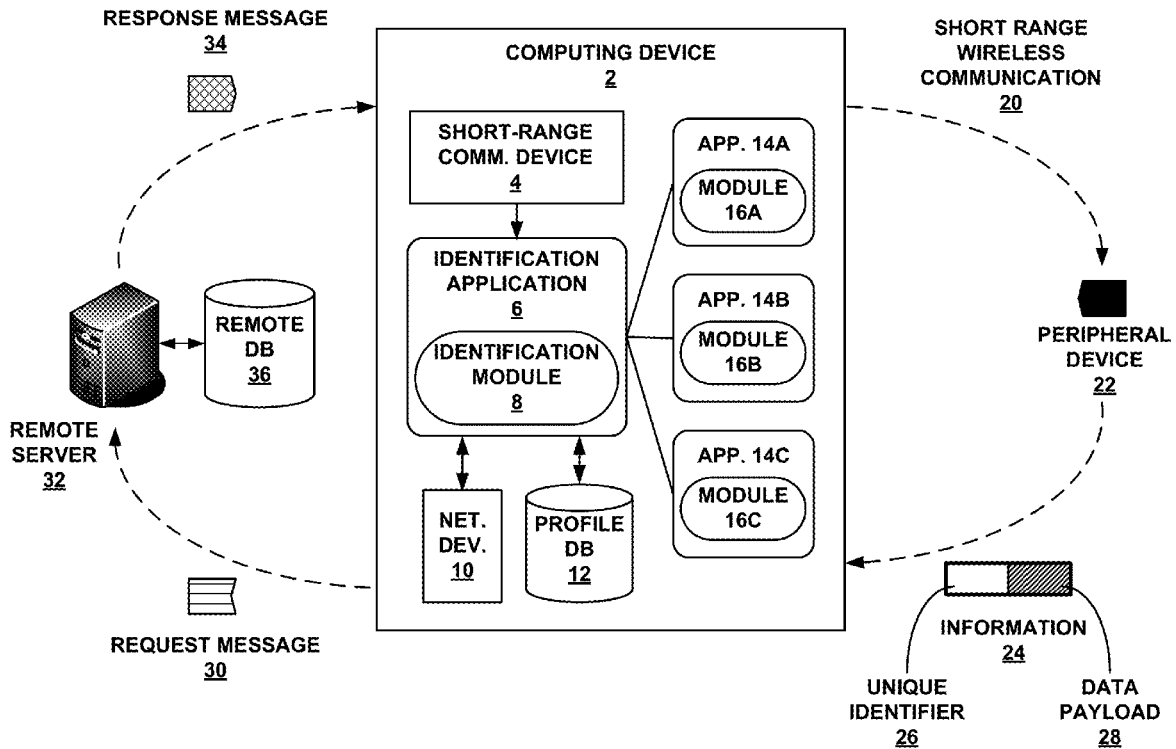 RESPONSE MESSAGE
34
COMPUTING DEVICE
2
SHORT RANGE
WIRELESS
COMMUNICATION
20
SHORT-RANGE
COMM. DEVICE
4
APP. 14A
MODULE
16A
IDENTIFICATION
APPLICATION
6
IDENTIFICATION
MODULE
8
APP. 14B
MODULE
16B
REMOTE
DB
36
PERIPHERAL
DEVICE
22
REMOTE
SERVER
32
APP. 14C
MODULE
16C
NET.
DEV.
10
PROFILE
DB
12
REQUEST MESSAGE
30
INFORMATION
24
UNIQUE
IDENTIFIER
26
DATA
PAYLOAD
28